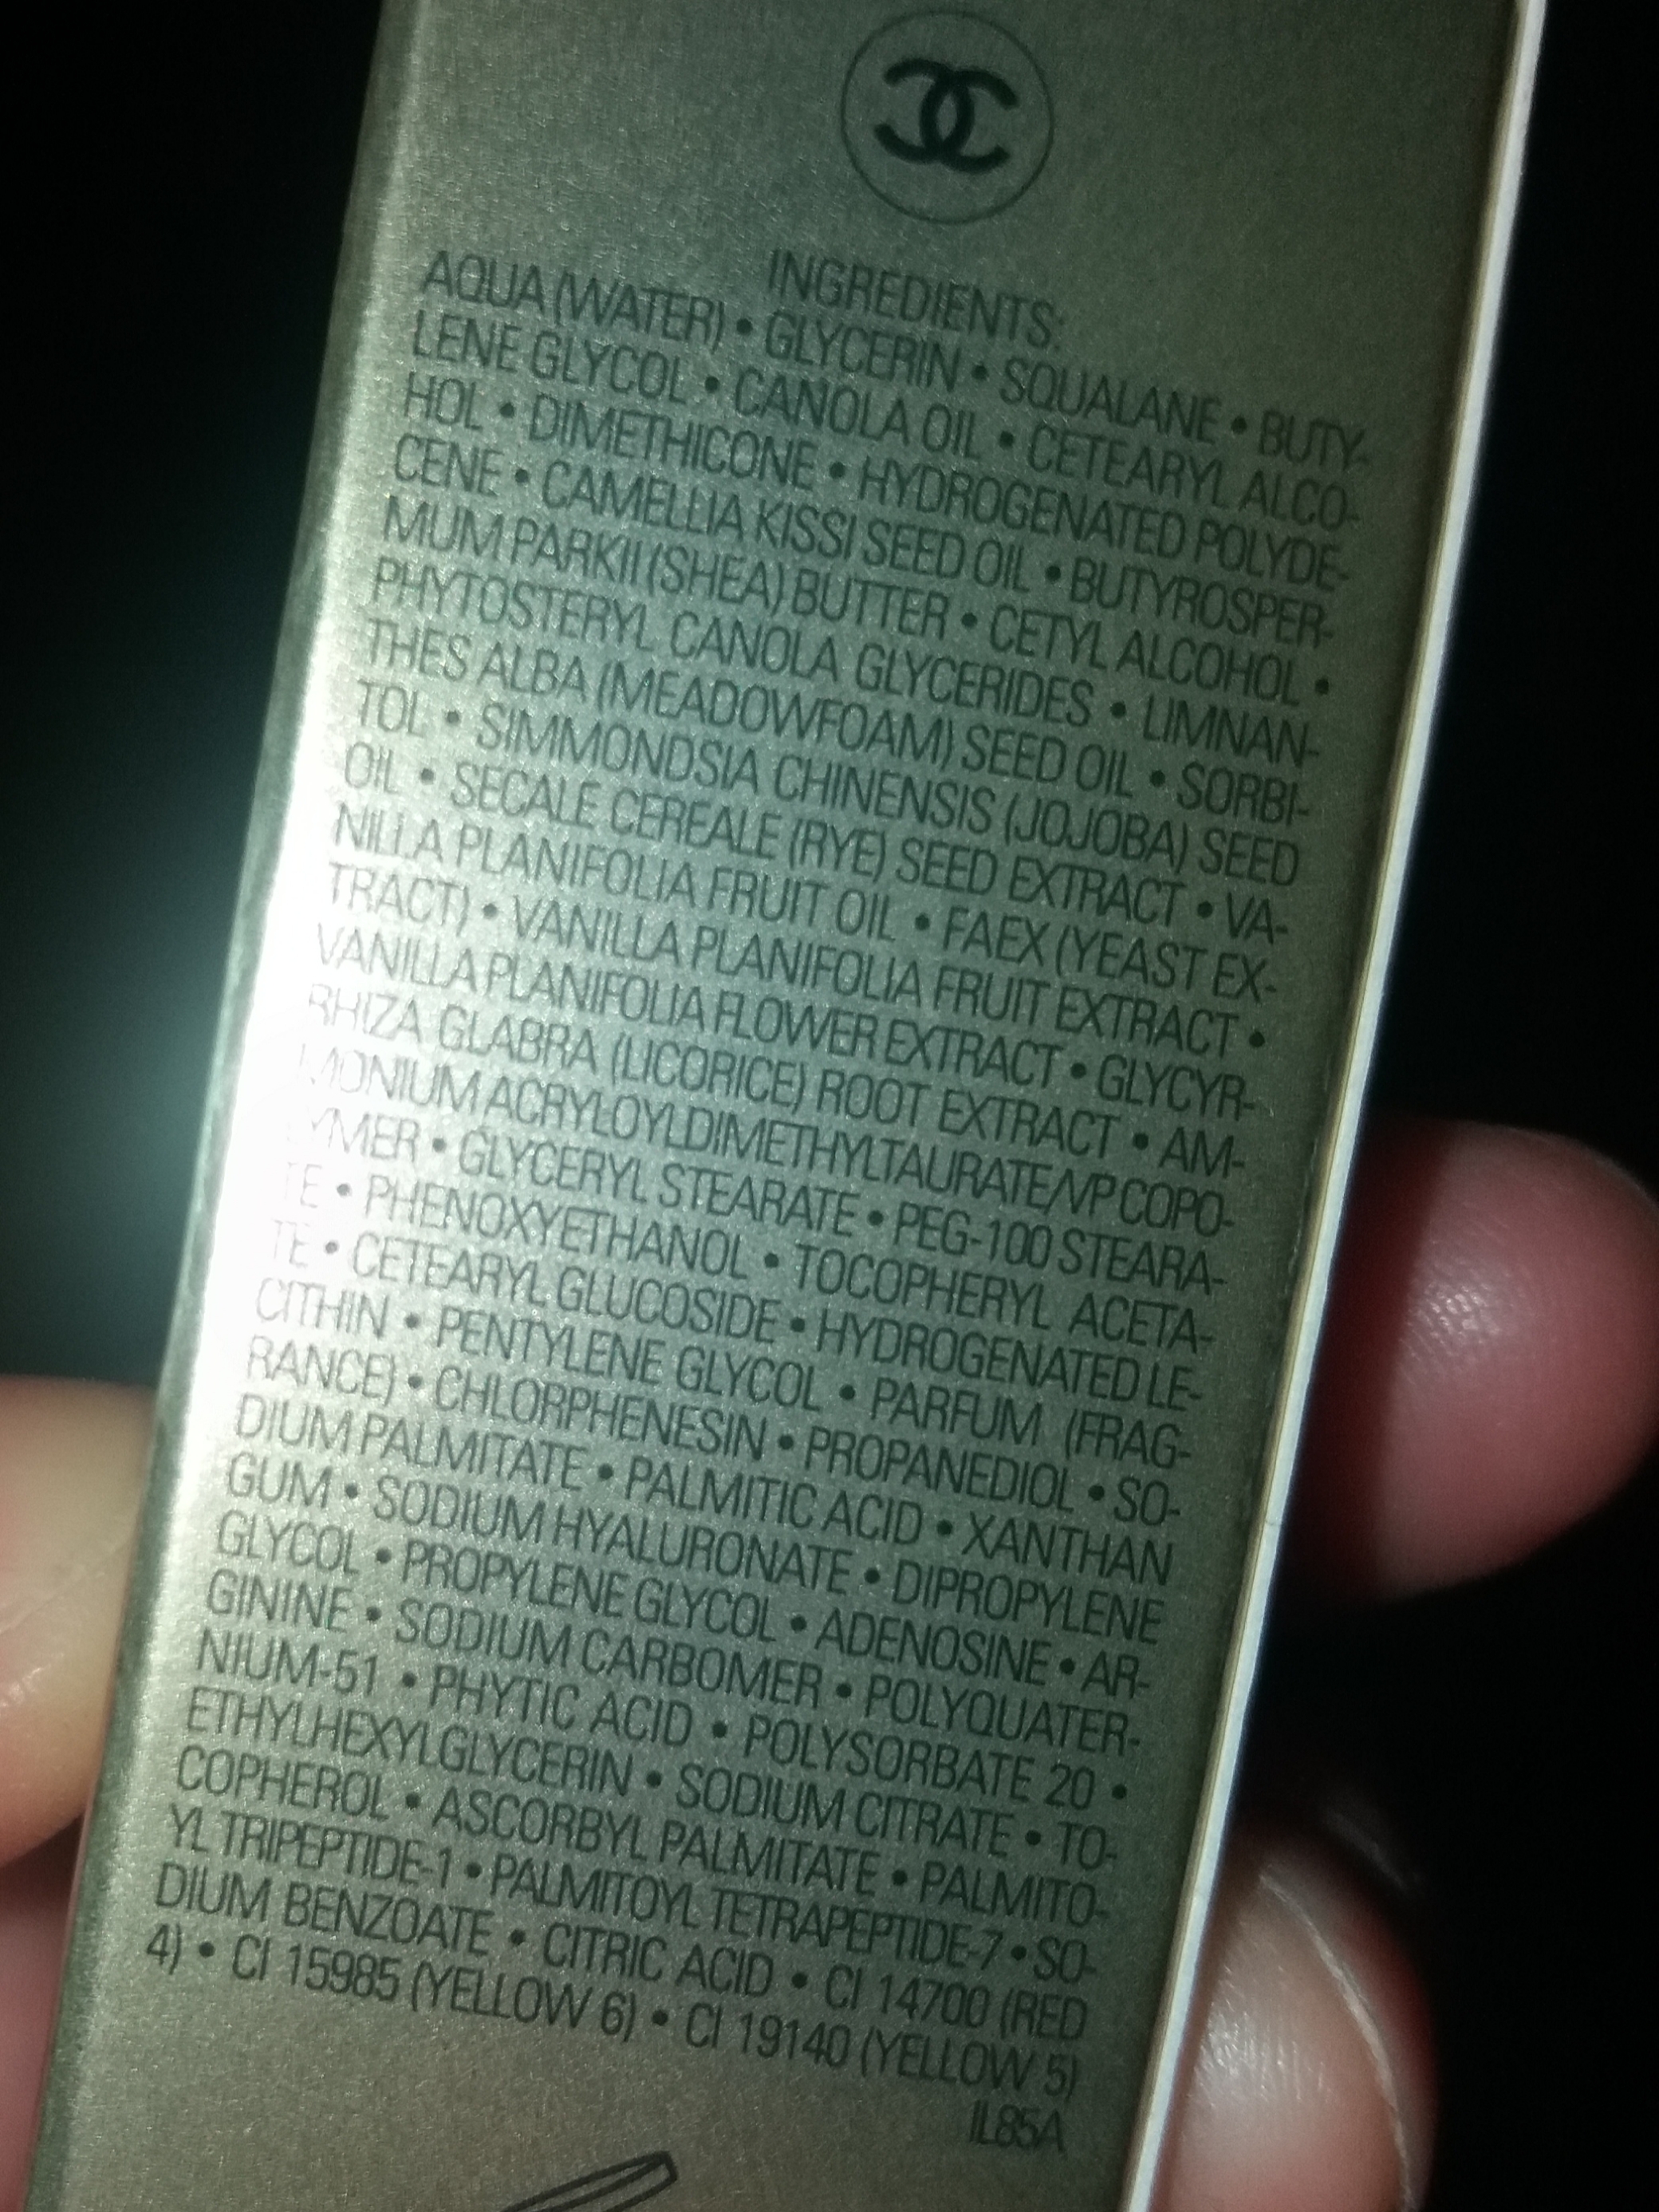 INGREDIENTS:
AQUA (WATER) • GLYCERIN • SQUALANE • BUTY-
LENE GLYCOL • CANOLA OIL • CETEARYL ALCO-
HOL • DIMETHICONE • HYDROGENATED POLYDE-
CENE • CAMELLIA KISSI SEED OIL • BUTYROSPER-
MUM PARKII (SHEA) BUTTER • CETYL ALCOHOL •
PHYTOSTERYL CANOLA GLYCERIDES • LIMNAN-
THES ALBA (MEADOWFOAM) SEED OIL • SORBI-
TOL • SIMMONDSIA CHINENSIS (JOJOBA) SEED
OIL • SECALE CEREALE (RYE) SEED EXTRACT • VA-
NILLA PLANIFOLIA FRUIT OIL • FAEX (YEAST EX-
TRACT) • VANILLA PLANIFOLIA FRUIT EXTRACT •
VANILLA PLANIFOLIA FLOWER EXTRACT • GLYCYR-
RHIZA GLABRA (LICORICE) ROOT EXTRACT • AM-
MONIUM ACRYLOYLDIMETHYLTAURATE/VP COPO-
LYMER • GLYCERYL STEARATE • PEG-100 STEARA-
TE • PHENOXYETHANOL • TOCOPHERYL ACETA-
TE • CETEARYL GLUCOSIDE • HYDROGENATED LE-
CITHIN • PENTYLENE GLYCOL • PARFUM (FRAG-
RANCE) • CHLORPHENESIN • PROPANEDIOL • SO-
DIUM PALMITATE • PALMITIC ACID • XANTHAN
GUM • SODIUM HYALURONATE • DIPROPYLENE
GLYCOL • PROPYLENE GLYCOL • ADENOSINE • AR-
GININE • SODIUM CARBOMER • POLYQUATER-
NIUM-51 • PHYTIC ACID • POLYSORBATE 20 •
ETHYLHEXYLGLYCERIN • SODIUM CITRATE • TO-
COPHEROL • ASCORBYL PALMITATE • PALMITO-
YL TRIPEPTIDE-1 • PALMITOYL TETRAPEPTIDE-7 • SO-
DIUM BENZOATE • CITRIC ACID • CI 14700 (RED
4) • CI 15985 (YELLOW 6) • CI 19140 (YELLOW 5)
IL85A